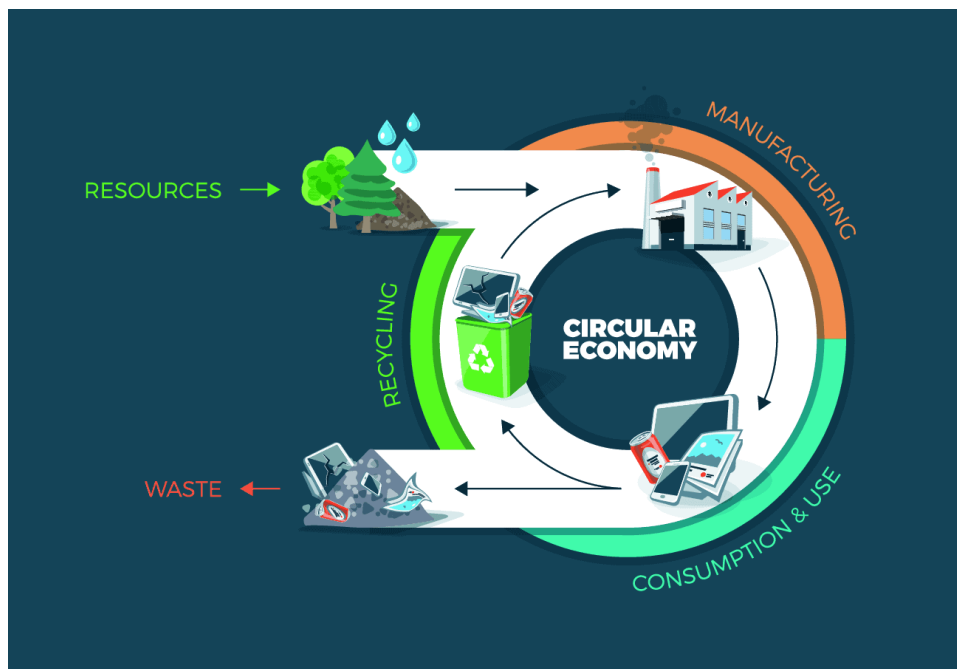 MANUFACTURING
RESOURCES
RECYCLING
CIRCULAR
ECONOMY
WASTE
CONSUMPTION & USE